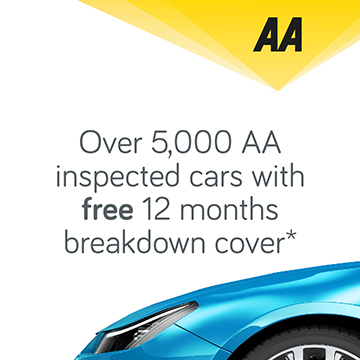 AA
Over 5,000 AA
inspected cars with
free 12 months
breakdown cover*